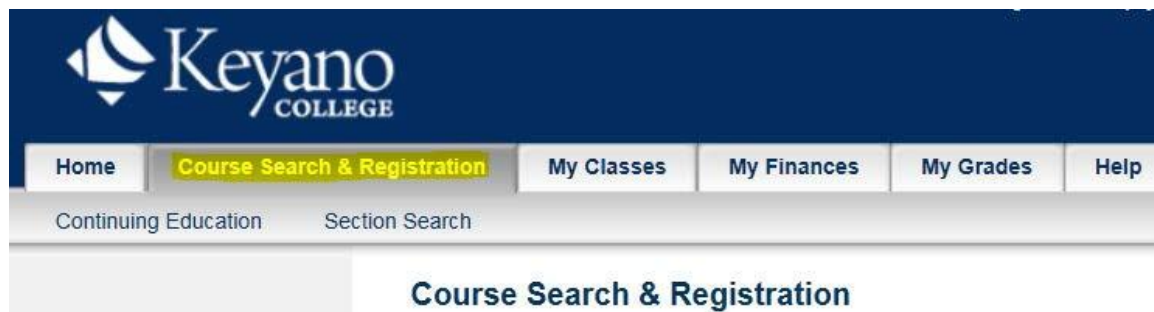 Keyano
COLLEGE
Home Course Search & Registration My Classes My Finances My Grades Help
Continuing Education Section Search
Course Search & Registration